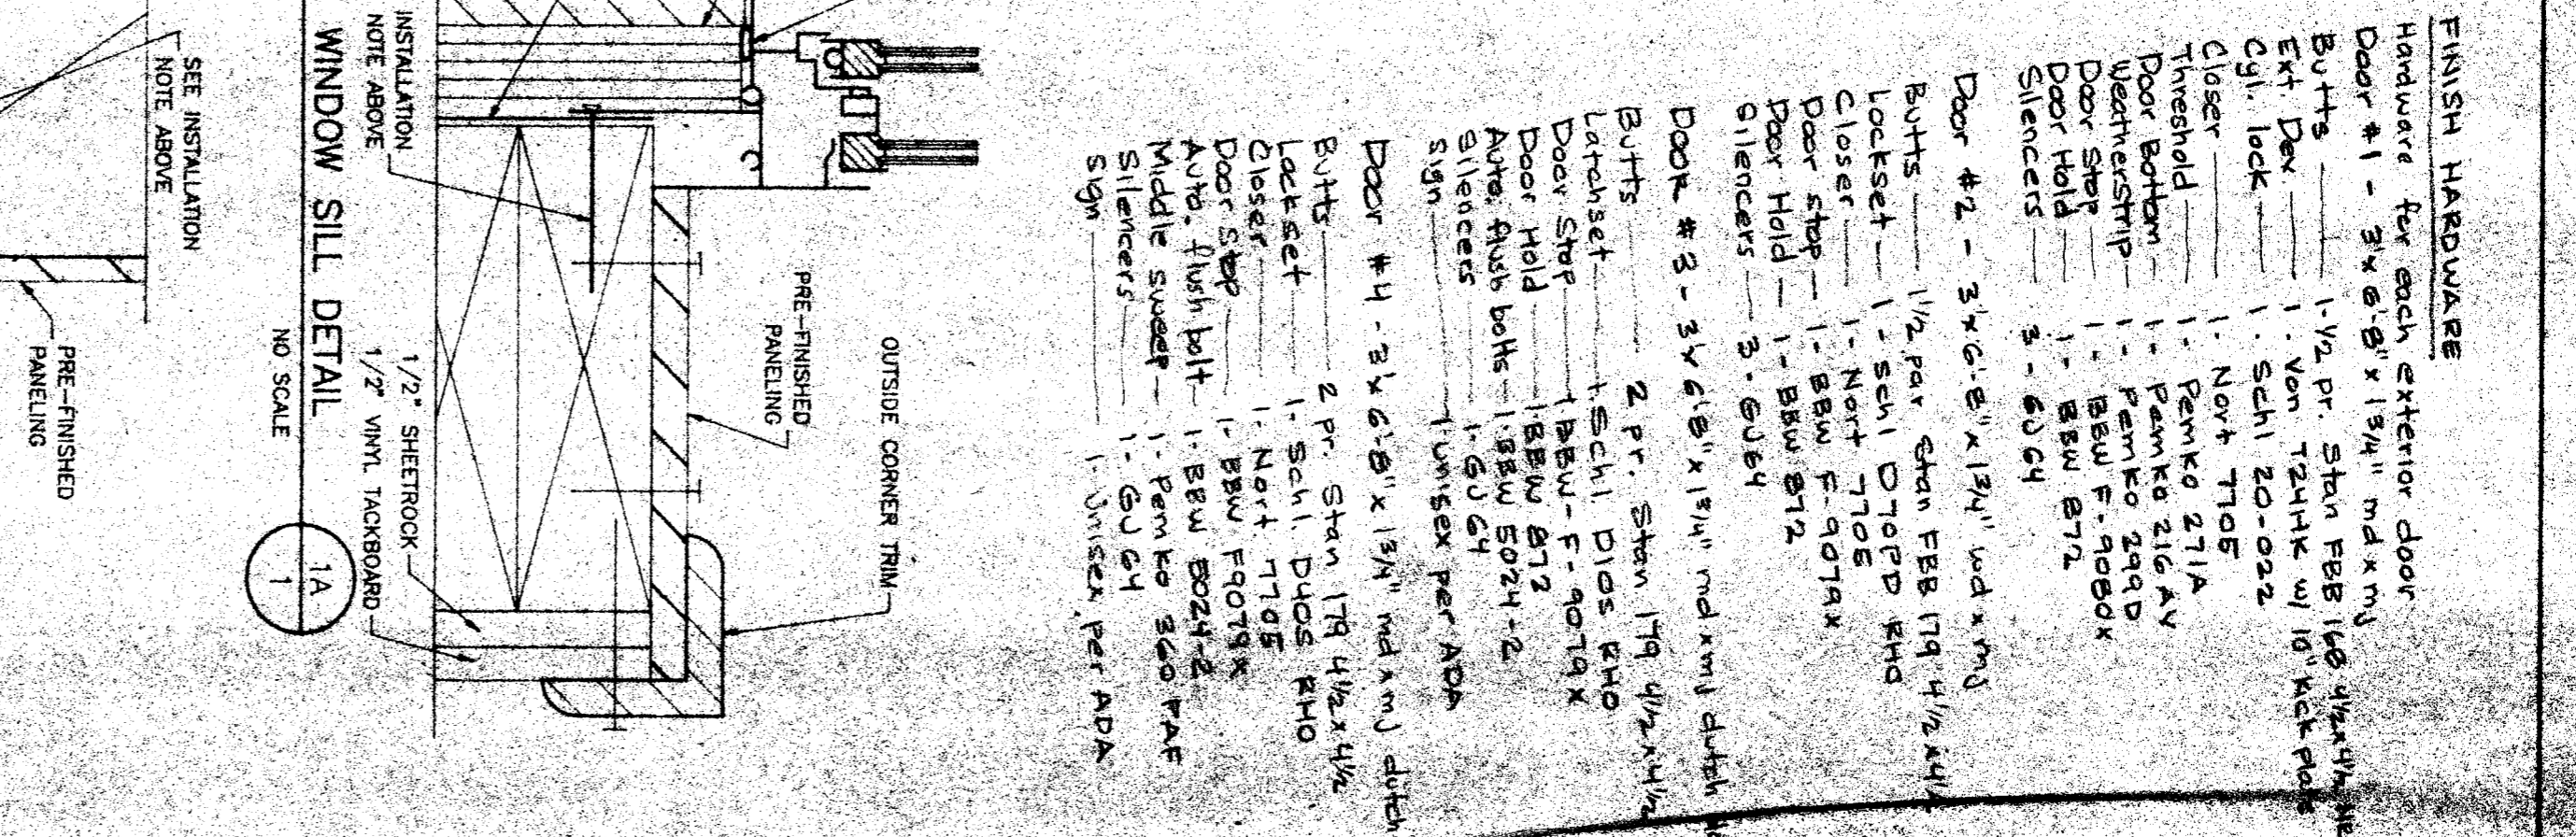 FINISH HARDWARE
Hardware for each exterior door
Door #1 - 3'x 6'-8" x 1 3/4" md x mJ
Butts 1-1/2 pr. Stan FBB 168 4 1/2 x 4 1/2
Ext. Dev 1 - Von 724HK w/ 10" kick plate
Cyl. lock 1 - Schl 20-022
Closer 1 - Nort 7705
Threshold 1 - Pemko 271A
Door Bottom 1 - Pemko 216 AV
Weatherstrip 1 - Pemko 299D
Door Stop 1 - BBW F-9080x
Door Hold 1 - BBW 872
Silencers 3 - GJ 64
Door #2 - 3'x 6'-8" x 1 3/4" wd x mJ
Butts 1 1/2 par Stan FBB 179 4 1/2 x 4 1/2
Lockset 1 - Schl D70PD RHO
Closer 1 - Nort 7705
Door stop 1 - BBW F-9079x
Door Hold 1 - BBW 872
Silencers 3 - GJ 64
Door #3 - 3'x 6'8" x 1 3/4" md x mJ dutch
Butts 2 pr. Stan 179 4 1/2 x 4 1/2
Latchset 1. Schl D10S RHO
Door Stop 1 BBW-F-9079 x
Door Hold 1 BBW 872
Auto. flush bolts 1 - BBW 5024-2
Silencers 1 - GJ 64
Sign 1 unisex per ADA
Door #4 - 3'x 6'-8" x 1 3/4" md x mJ dutch
Butts 2 pr. Stan 179 4 1/2 x 4 1/2
Lockset 1 - Schl. D40S RHO
Closer 1 - Nort. 7705
Door Stop 1 - BBW F9079 X
Auto. flush bolt 1 - BBW 5024-2
Middle sweep 1 - Pemko 360 PAF
Silencers 1 - GJ 64
Sign 1 - Unisex per ADA
OUTSIDE CORNER TRIM
PRE-FINISHED
PANELING
INSTALLATION
NOTE ABOVE
1/2" SHEETROCK
1/2" VINYL TACKBOARD
WINDOW SILL DETAIL
NO SCALE
1A
1
SEE INSTALLATION
NOTE ABOVE
PRE-FINISHED
PANELING